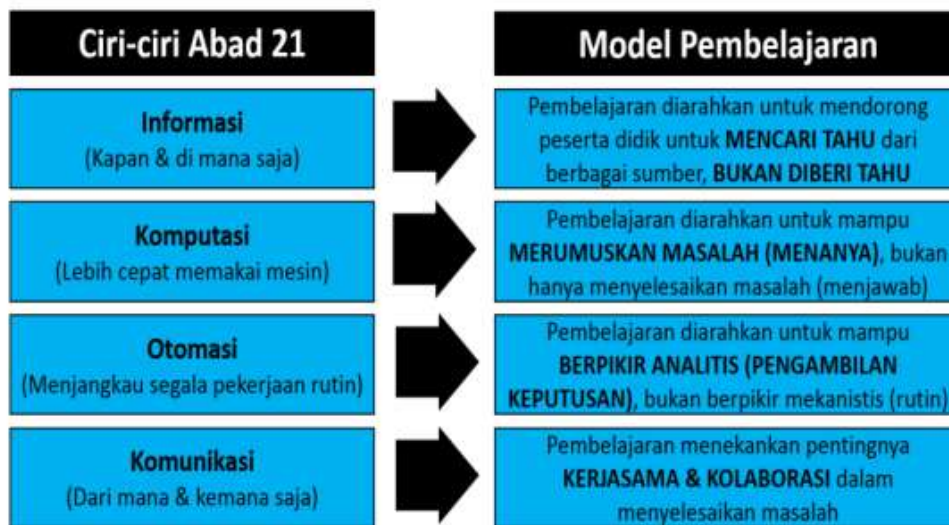 Ciri-ciri Abad 21
Model Pembelajaran
Informasi
(Kapan & di mana saja)
Pembelajaran diarahkan untuk mendorong
peserta didik untuk MENCARI TAHU dari
berbagai sumber, BUKAN DIBERI TAHU
Komputasi
(Lebih cepat memakai mesin)
Pembelajaran diarahkan untuk mampu
MERUMUSKAN MASALAH (MENANYA), bukan
hanya menyelesaikan masalah (menjawab)
Otomasi
(Menjangkau segala pekerjaan rutin)
Pembelajaran diarahkan untuk mampu
BERPIKIR ANALITIS (PENGAMBILAN
KEPUTUSAN), bukan berpikir mekanistis (rutin)
Komunikasi
(Dari mana & kemana saja)
Pembelajaran menekankan pentingnya
KERJASAMA & KOLABORASI dalam
menyelesaikan masalah